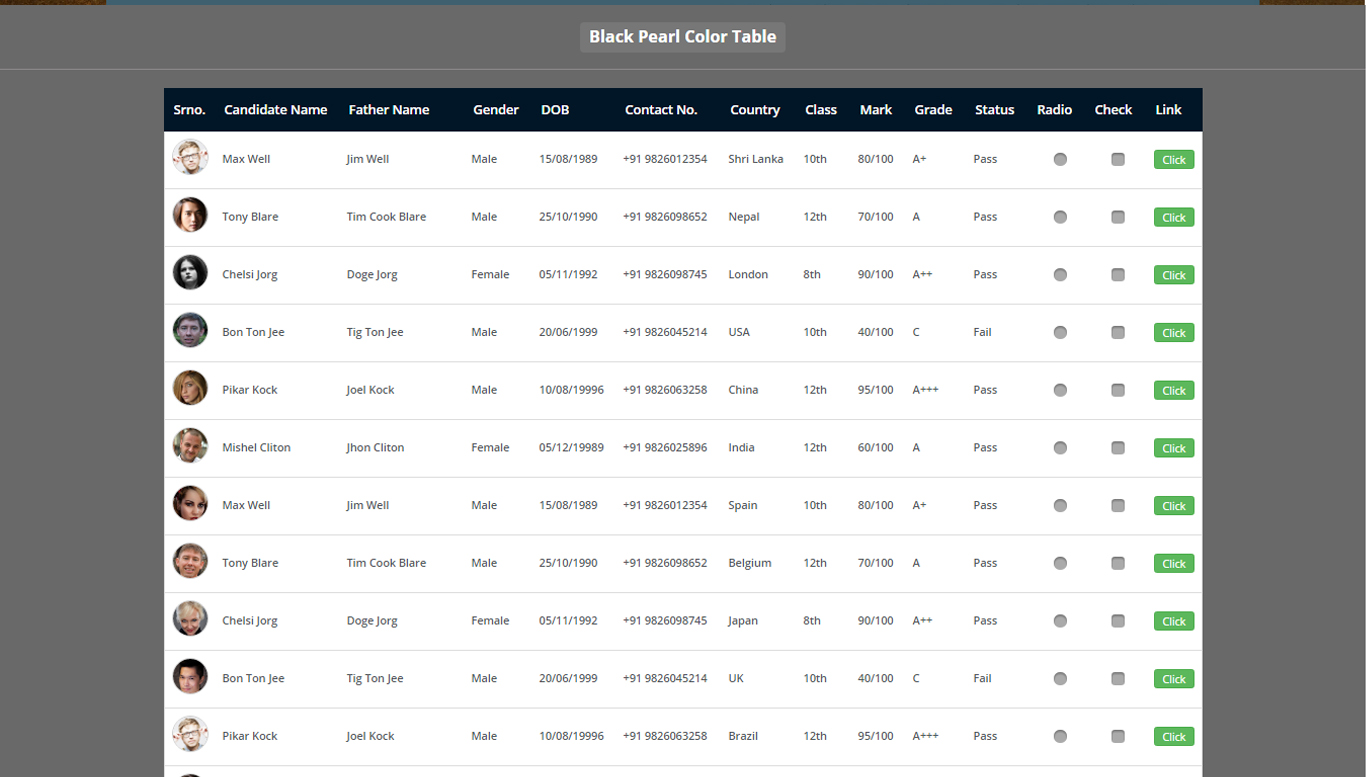 Black Pearl Color Table
Srno. Candidate Name Father Name Gender DOB Contact No. Country Class Mark Grade Status Radio Check Link
Max Well Jim Well Male 15/08/1989 +91 9826012354 Shri Lanka 10th 80/100 A+ Pass Click
Tony Blare Tim Cook Blare Male 25/10/1990 +91 9826098652 Nepal 12th 70/100 A Pass Click
Chelsi Jorg Doge Jorg Female 05/11/1992 +91 9826098745 London 8th 90/100 A++ Pass Click
Bon Ton Jee Tig Ton Jee Male 20/06/1999 +91 9826045214 USA 10th 40/100 C Fail Click
Pikar Kock Joel Kock Male 10/08/19996 +91 9826063258 China 12th 95/100 A+++ Pass Click
Mishel Cliton Jhon Cliton Female 05/12/19989 +91 9826025896 India 12th 60/100 A Pass Click
Max Well Jim Well Male 15/08/1989 +91 9826012354 Spain 10th 80/100 A+ Pass Click
Tony Blare Tim Cook Blare Male 25/10/1990 +91 9826098652 Belgium 12th 70/100 A Pass Click
Chelsi Jorg Doge Jorg Female 05/11/1992 +91 9826098745 Japan 8th 90/100 A++ Pass Click
Bon Ton Jee Tig Ton Jee Male 20/06/1999 +91 9826045214 UK 10th 40/100 C Fail Click
Pikar Kock Joel Kock Male 10/08/19996 +91 9826063258 Brazil 12th 95/100 A+++ Pass Click